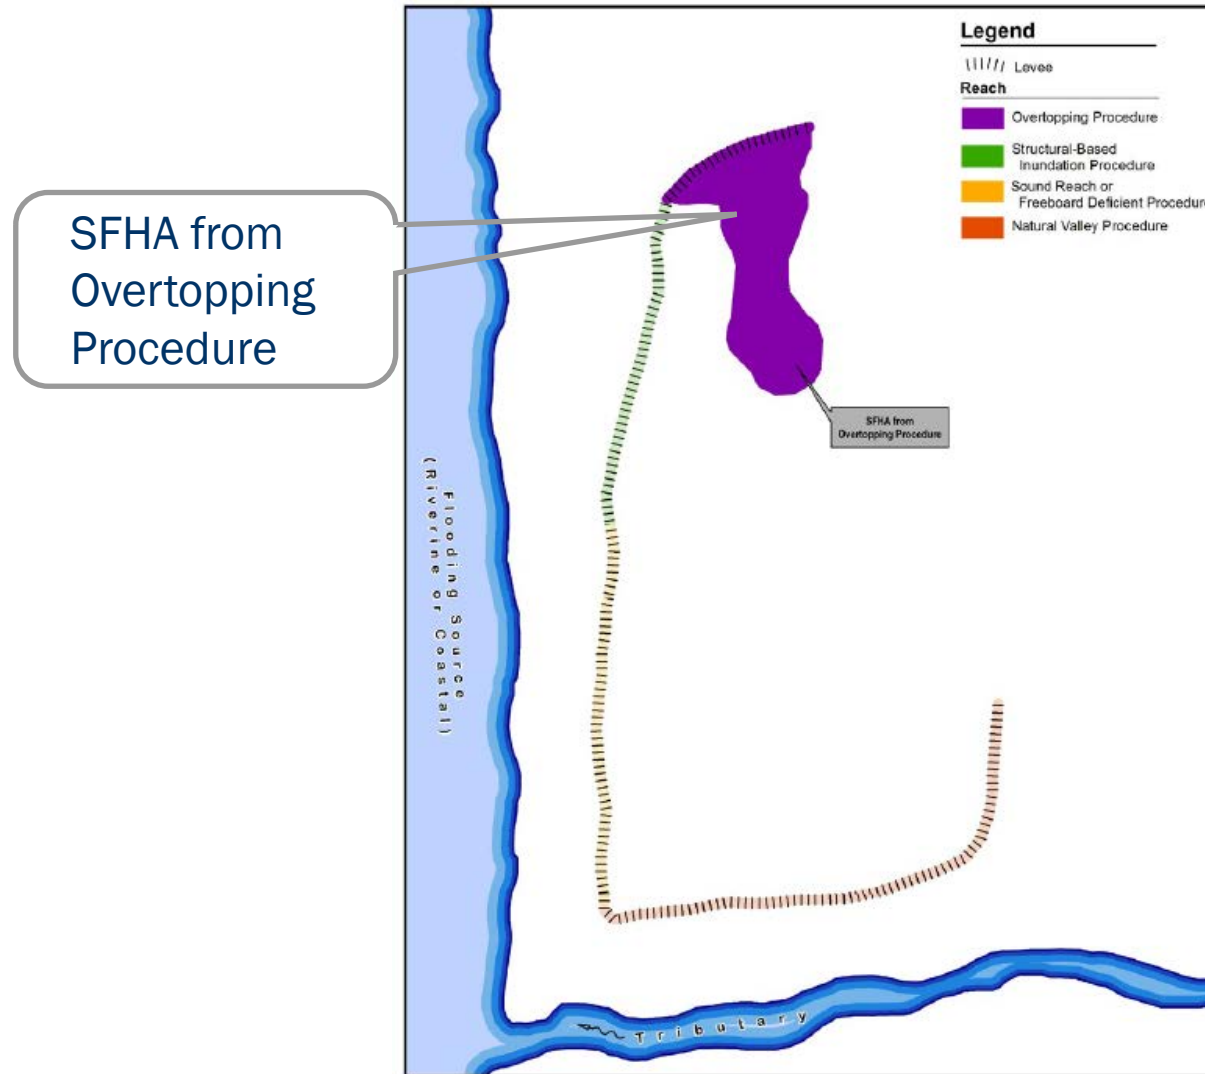 Legend
Levee
Reach
Overtopping Procedure
Structural-Based
Inundation Procedure
Sound Reach or
Freeboard Deficient Procedure
Natural Valley Procedure
SFHA from
Overtopping
Procedure
SFHA from
Overtopping Procedure
Flooding Source
(Riverine or Coastal)
Tributary